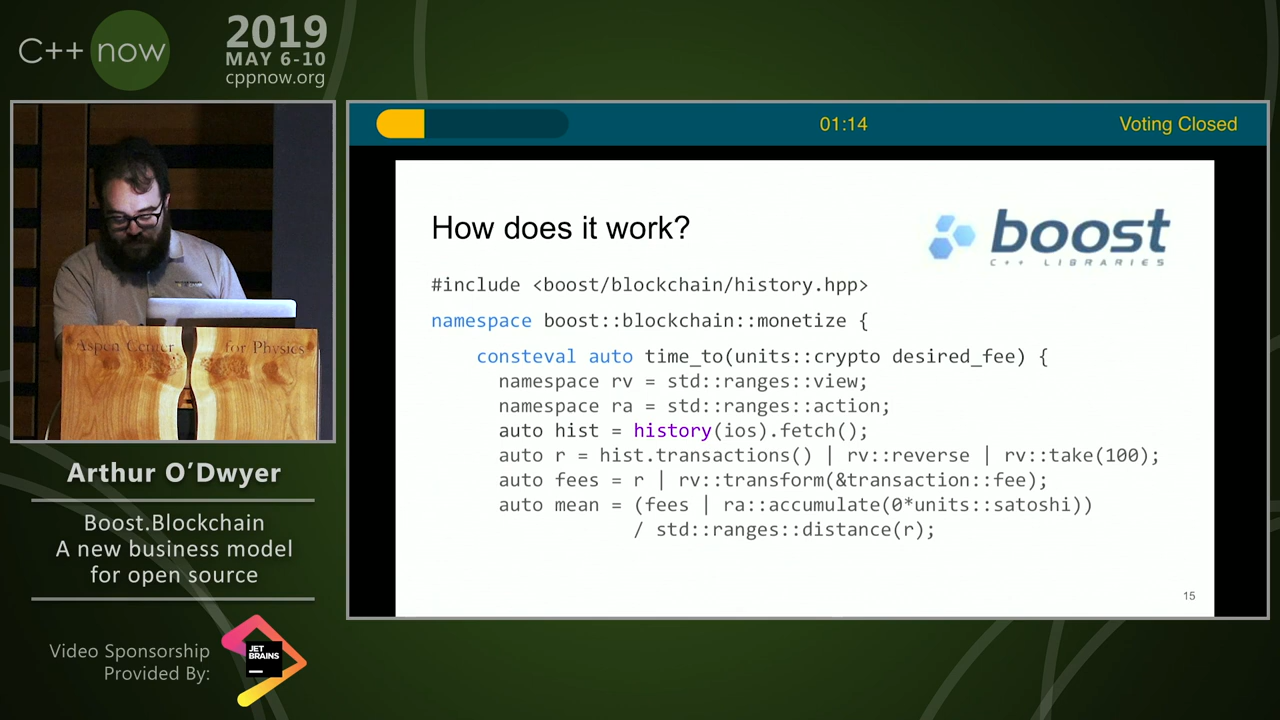 C++ now
2019
MAY 6-10
cppnow.org
Aspen Center for Physics
Arthur O’Dwyer
Boost.Blockchain
A new business model
for open source
Video Sponsorship
Provided By:
JET
BRAINS
01:14
Voting Closed
How does it work?
boost
C++ LIBRARIES
#include <boost/blockchain/history.hpp>
namespace boost::blockchain::monetize {
consteval auto time_to(units::crypto desired_fee) {
namespace rv = std::ranges::view;
namespace ra = std::ranges::action;
auto hist = history(ios).fetch();
auto r = hist.transactions() | rv::reverse | rv::take(100);
auto fees = r | rv::transform(&transaction::fee);
auto mean = (fees | ra::accumulate(0*units::satoshi))
/ std::ranges::distance(r);
15